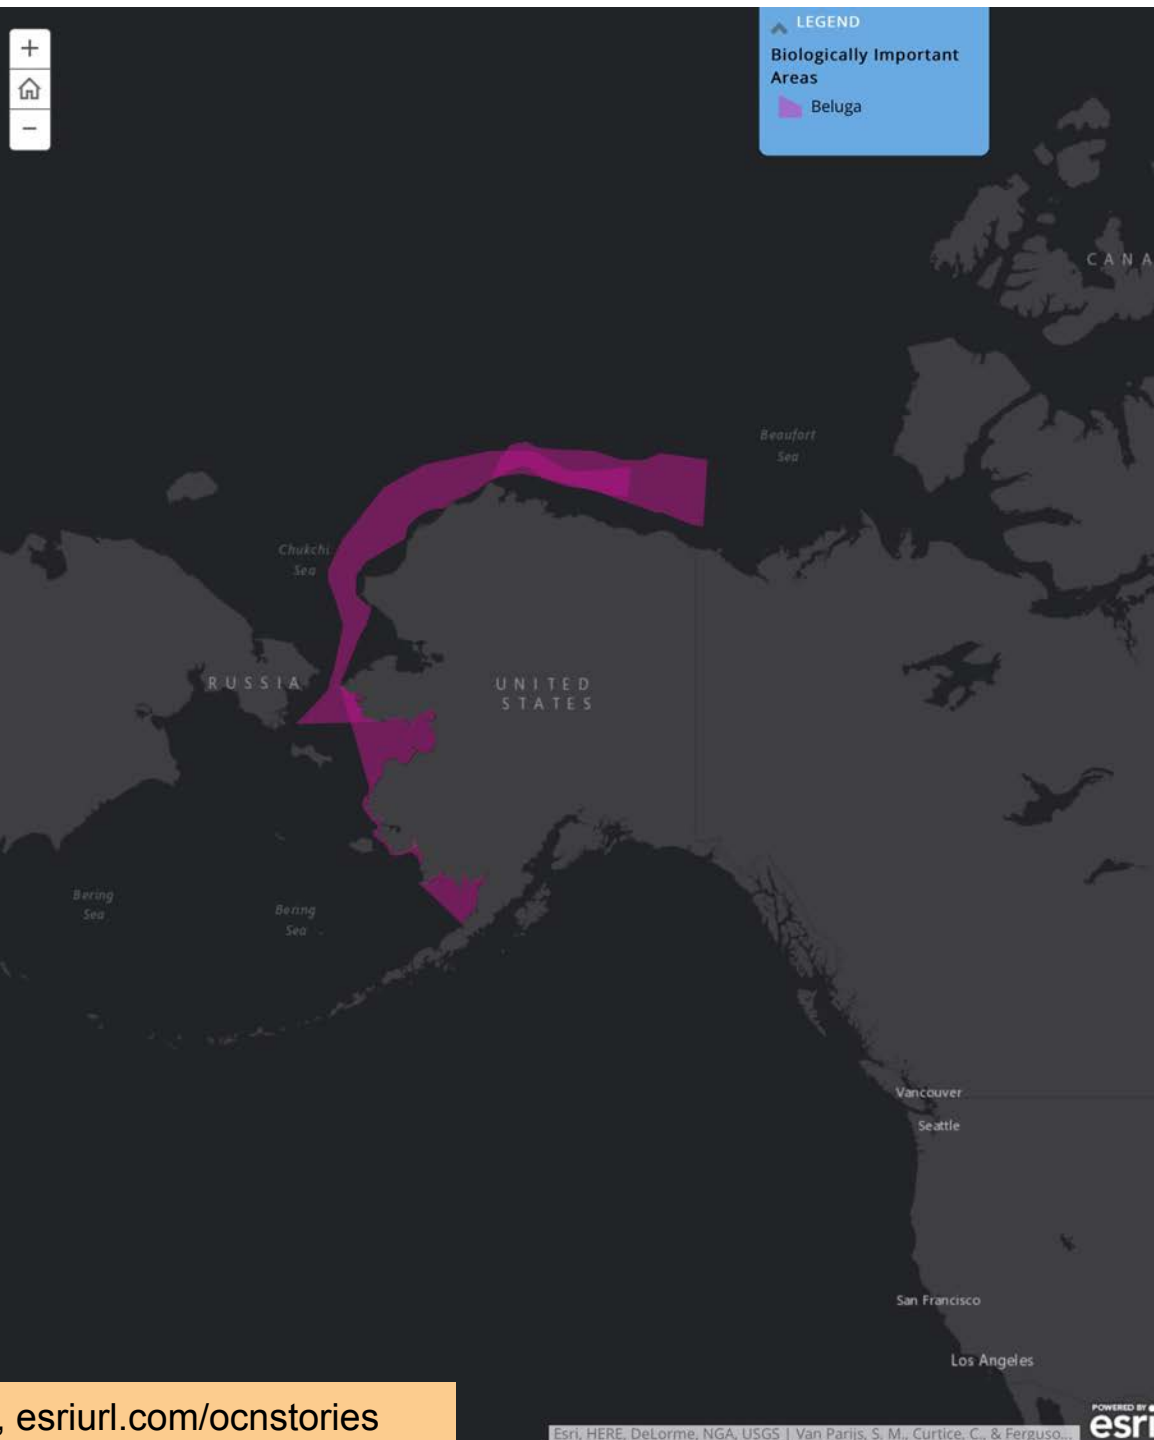 LEGEND
Biologically Important
Areas
Beluga
CANA
Beaufort
Sea
Chukchi
Sea
RUSSIA
UNITED
STATES
Bering
Sea
Bering
Sea
Vancouver
Seattle
San Francisco
Los Angeles
, esriurl.com/ocnstories
Esri, HERE, DeLorme, NGA, USGS | Van Parijs, S. M., Curtice, C., & Ferguso...
POWERED BY
esri